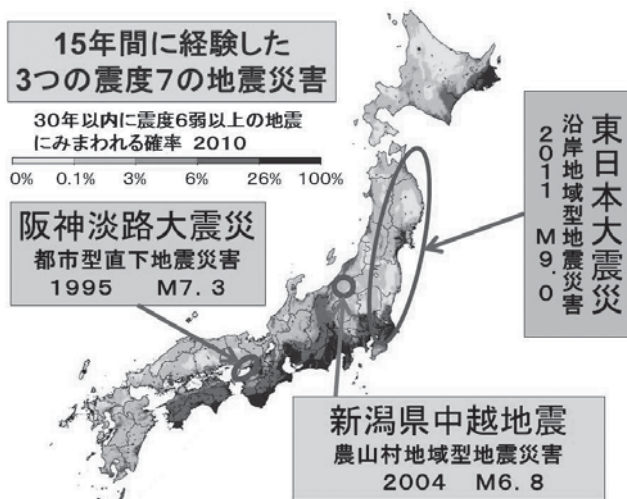 15年間に経験した
3つの震度7の地震災害
30年以内に震度6弱以上の地震
にみまわれる確率 2010
0% 0.1% 3% 6% 26% 100%
東日本大震災
沿岸地域型地震災害
2011 M9.0
阪神淡路大震災
都市型直下地震災害
1995 M7.3
新潟県中越地震
農山村地域型地震災害
2004 M6.8